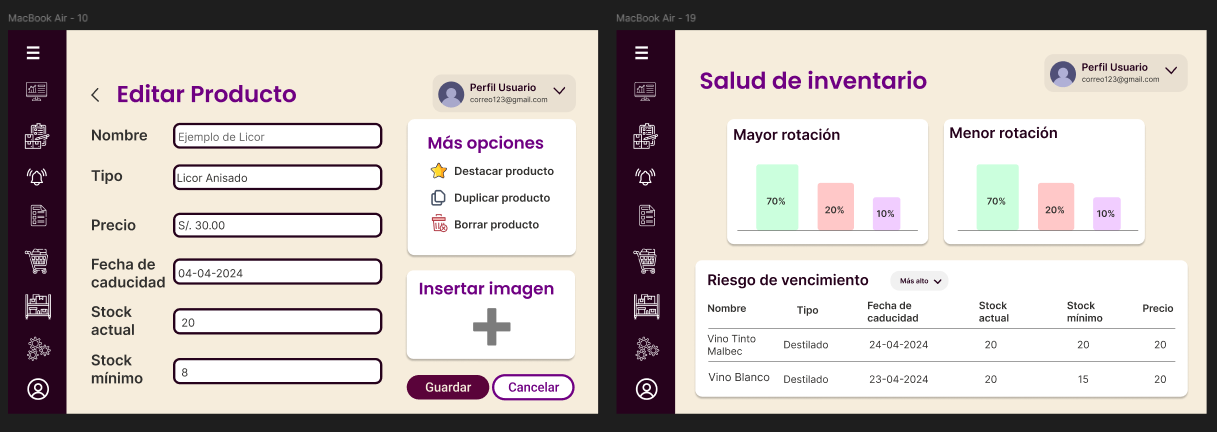 MacBook Air - 10
Editar Producto
Perfil Usuario
correo123@gmail.com
Nombre
Ejemplo de Licor
Tipo
Licor Anisado
Precio
S/. 30.00
Fecha de
caducidad
04-04-2024
Stock
actual
20
Stock
mínimo
8
Más opciones
Destacar producto
Duplicar producto
Borrar producto
Insertar imagen
Guardar
Cancelar
MacBook Air - 19
Salud de inventario
Perfil Usuario
correo123@gmail.com
Mayor rotación
70%
20%
10%
Menor rotación
70%
20%
10%
Riesgo de vencimiento
Más alto
Nombre Tipo Fecha de caducidad Stock actual Stock mínimo Precio
Vino Tinto Malbec Destilado 24-04-2024 20 20 20
Vino Blanco Destilado 23-04-2024 20 15 20